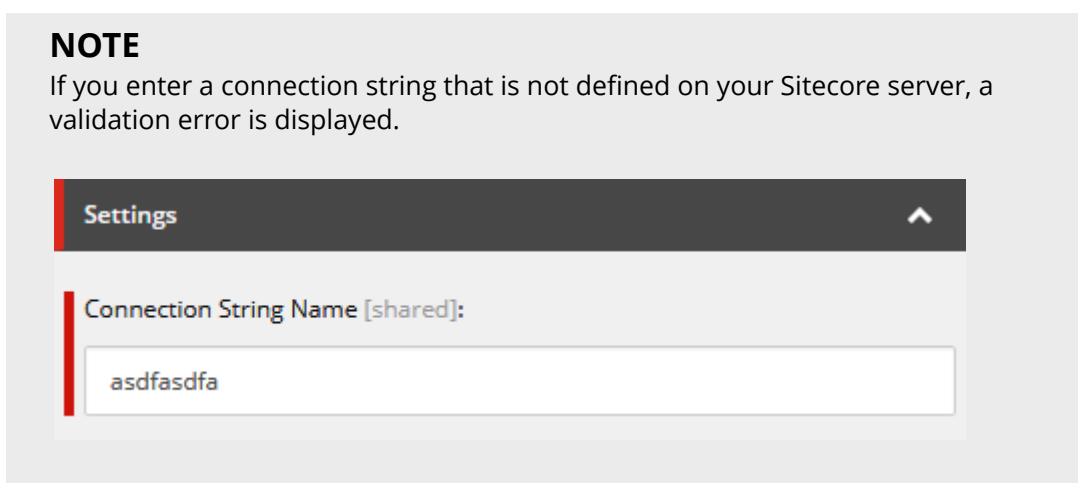 NOTE
If you enter a connection string that is not defined on your Sitecore server, a
validation error is displayed.
Settings
Connection String Name [shared]:
asdfasdfa